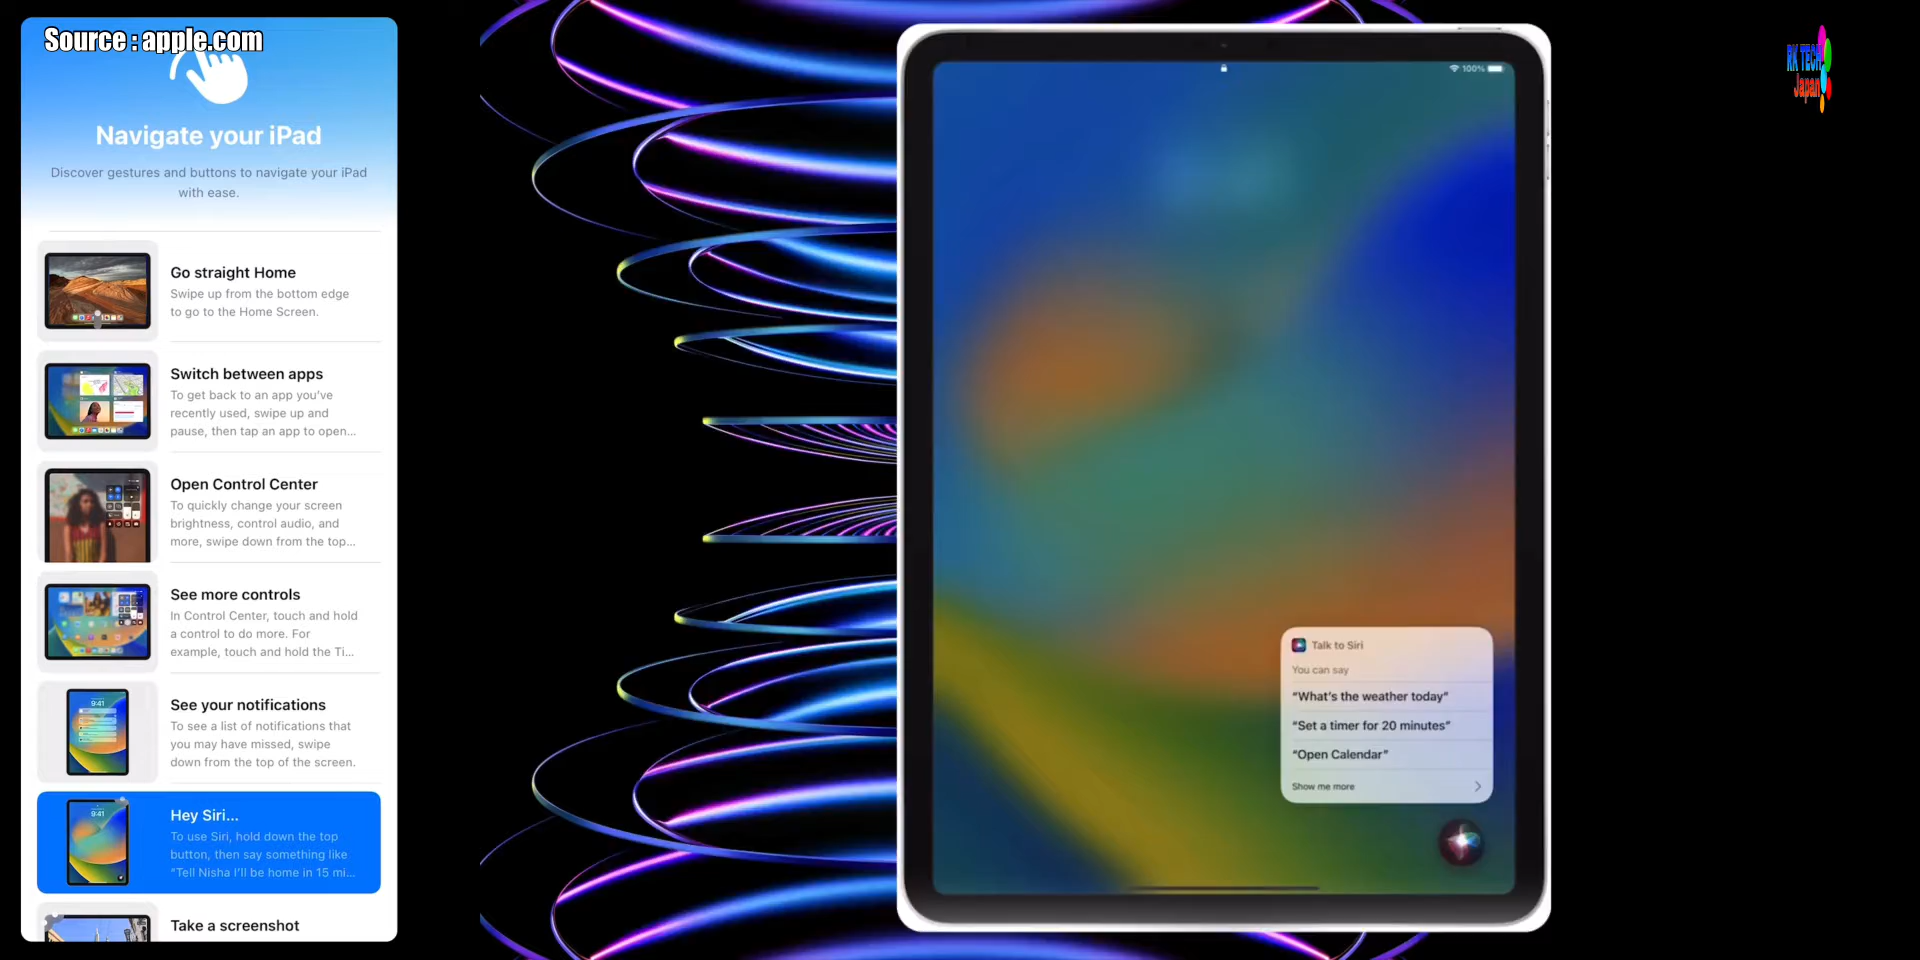 Source : apple.com
Navigate your iPad
Discover gestures and buttons to navigate your iPad
with ease.
Go straight Home
Swipe up from the bottom edge
to go to the Home Screen.
Switch between apps
To get back to an app you've
recently used, swipe up and
pause, then tap an app to open...
Open Control Center
To quickly change your screen
brightness, control audio, and
more, swipe down from the top...
See more controls
In Control Center, touch and hold
a control to do more. For
example, touch and hold the Ti...
9:41
See your notifications
To see a list of notifications that
you may have missed, swipe
down from the top of the screen.
9:41
Hey Siri...
To use Siri, hold down the top
button, then say something like
"Tell Nisha I'll be home in 15 mi...
Take a screenshot
100%
Talk to Siri
You can say
"What's the weather today"
"Set a timer for 20 minutes"
"Open Calendar"
Show me more
RK TECH
Japan